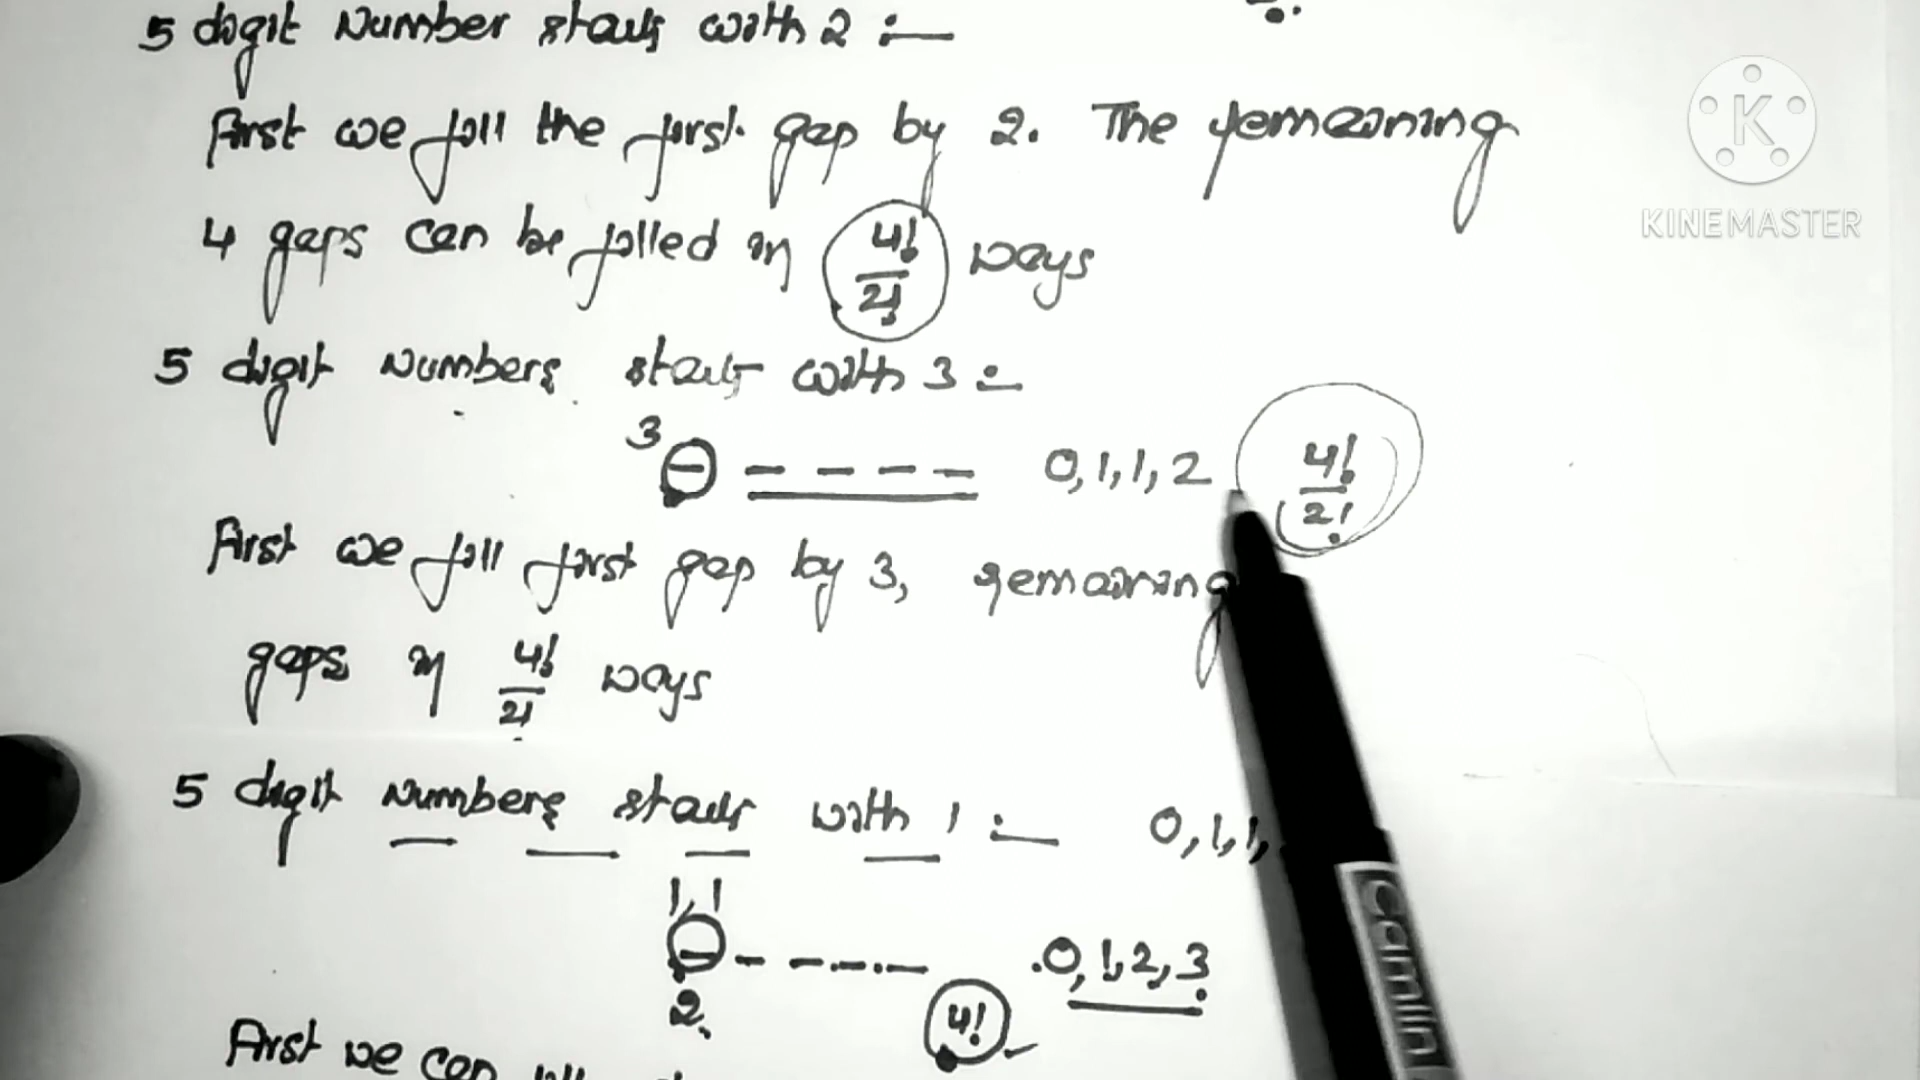 5 digit Number starts with 2 :—
First we fill the first gap by 2. The remaining
4 gaps can be filled in 4!/2! ways
5 digit Numbers start with 3 :—
3 – – – – – 0,1,1,2 4!/2!
First we fill first gap by 3, remaining
gaps in 4!/2! ways
5 digit Numbers starts with 1 :— 0,1,1,
1,1
– – – – – 0,1,2,3
2. 4!
First we can fill
K
KINEMASTER
camlin